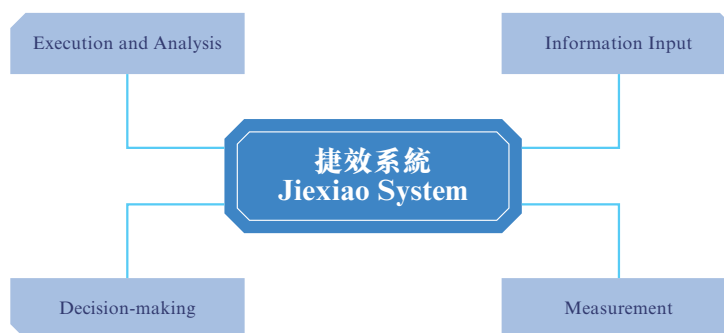 Execution and Analysis
Information Input
捷效系統
Jiexiao System
Decision-making
Measurement